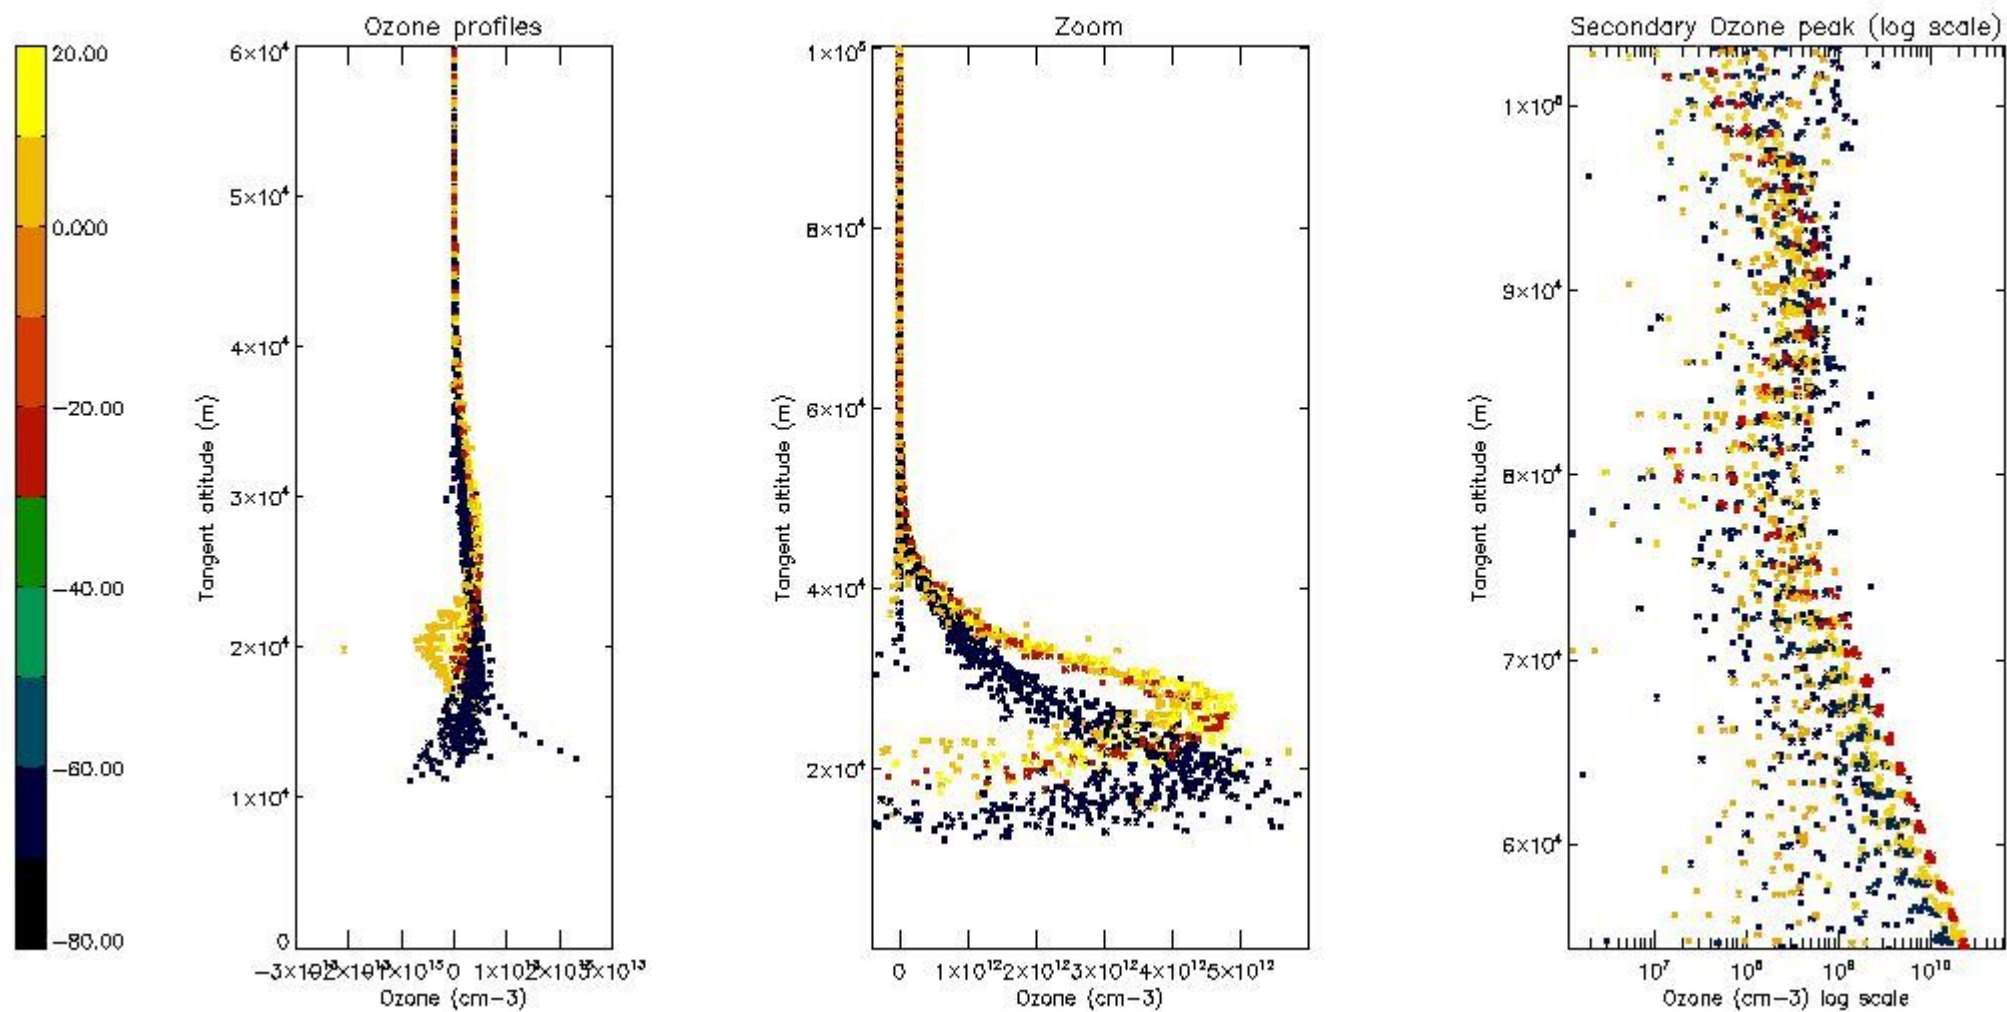 Ozone profiles
Zoom
Secondary Ozone peak (log scale)
20.00
0.000
−20.00
−40.00
−60.00
−80.00
6×10⁴
5×10⁴
4×10⁴
3×10⁴
2×10⁴
1×10⁴
0
Tangent altitude (m)
0
Ozone (cm−3)
1×10⁵
8×10⁴
6×10⁴
4×10⁴
2×10⁴
Tangent altitude (m)
0 1×10¹² 2×10¹² 3×10¹² 4×10¹² 5×10¹²
Ozone (cm−3)
9×10⁴
8×10⁴
7×10⁴
6×10⁴
Tangent altitude (m)
10⁷ 10⁸ 10⁹ 10¹⁰
Ozone (cm−3) log scale